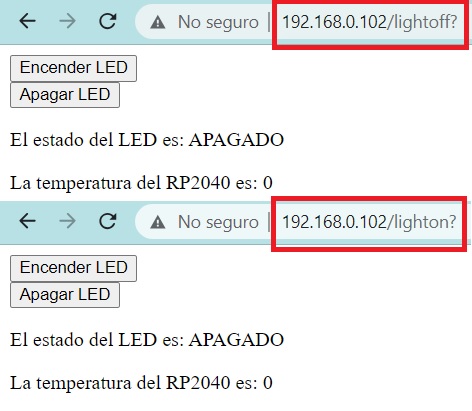 No seguro | 192.168.0.102/lightoff?
Encender LED
Apagar LED
El estado del LED es: APAGADO
La temperatura del RP2040 es: 0
No seguro | 192.168.0.102/lighton?
Encender LED
Apagar LED
El estado del LED es: APAGADO
La temperatura del RP2040 es: 0